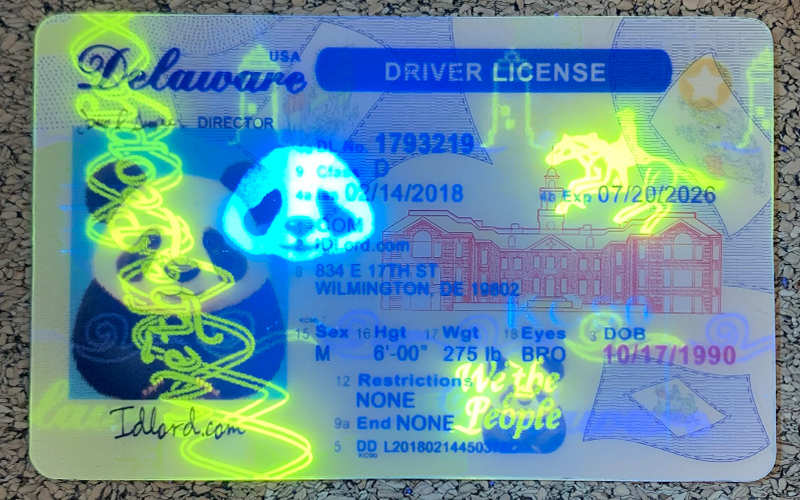 Delaware USA
DRIVER LICENSE
DIRECTOR
DL No. 1793219
9 Class D
4a Iss 02/14/2018
4b Exp 07/20/2026
COM
IDLord.com
8 834 E 17TH ST
WILMINGTON, DE 19802
15 Sex 16 Hgt 17 Wgt 18 Eyes 3 DOB
M 6'-00" 275 lb BRO 10/17/1990
12 Restrictions
NONE
We the
People
9a End NONE
Idlord.com
5 DD L2018021445037